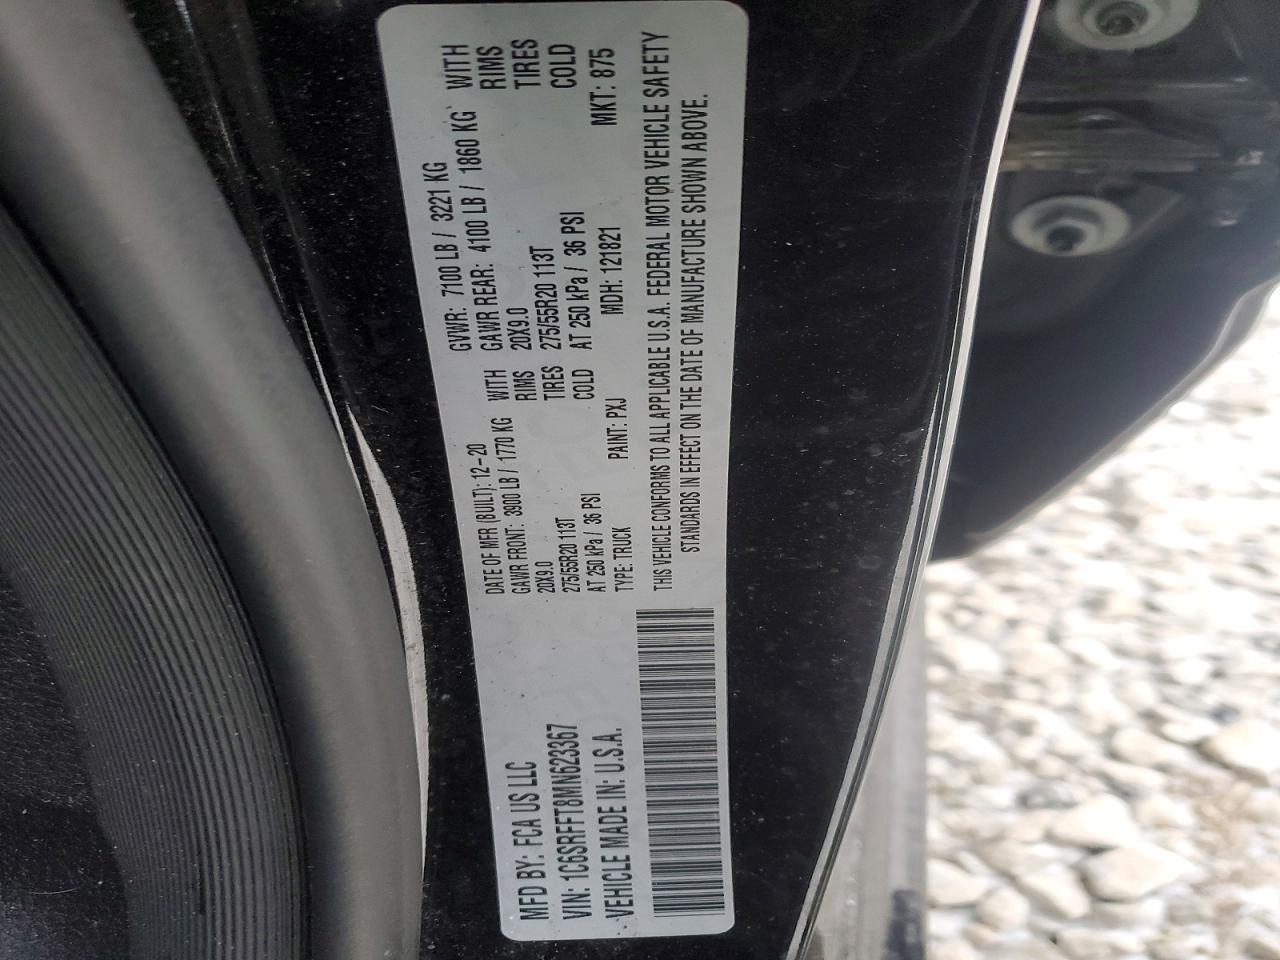 MFD BY: FCA US LLC
VIN: 1C6SRFFT8MN623367
VEHICLE MADE IN: U.S.A.
DATE OF MFR (BUILT): 12-20 GVWR: 7100 LB / 3221 KG
GAWR FRONT: 3900 LB / 1770 KG WITH GAWR REAR: 4100 LB / 1860 KG WITH
20X9.0 RIMS 20X9.0 RIMS
275/55R20 113T TIRES 275/55R20 113T TIRES
AT 250 kPa / 36 PSI COLD AT 250 kPa / 36 PSI COLD
TYPE: TRUCK PAINT: PXJ MDH: 121821 MKT: 875
THIS VEHICLE CONFORMS TO ALL APPLICABLE U.S.A. FEDERAL MOTOR VEHICLE SAFETY
STANDARDS IN EFFECT ON THE DATE OF MANUFACTURE SHOWN ABOVE.